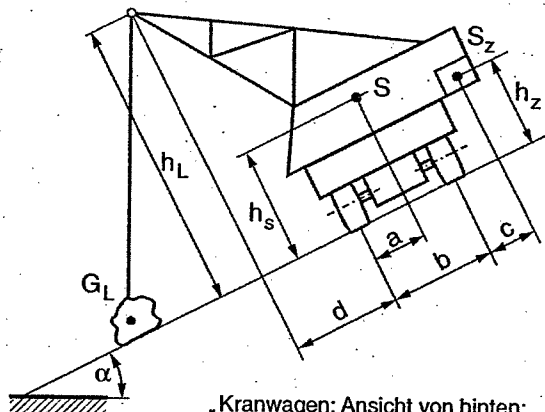 S
S_z
h_z
h_L
h_s
a
b
c
d
G_L
α
„Kranwagen: Ansicht von hinten: